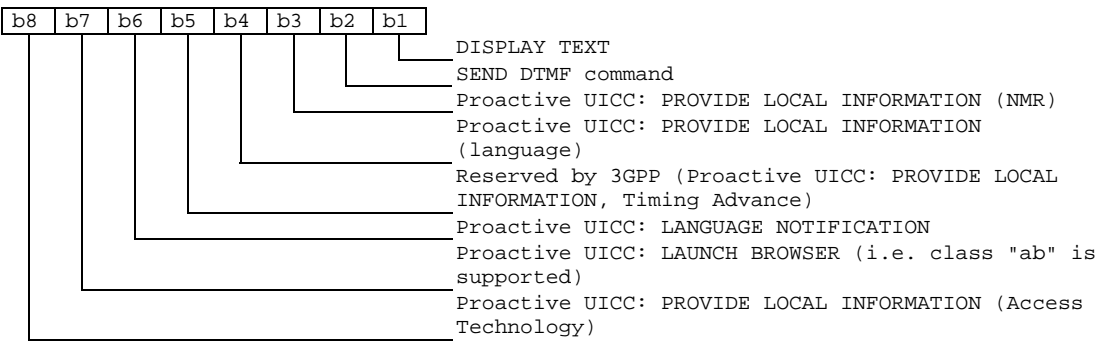 b8 b7 b6 b5 b4 b3 b2 b1
DISPLAY TEXT
SEND DTMF command
Proactive UICC: PROVIDE LOCAL INFORMATION (NMR)
Proactive UICC: PROVIDE LOCAL INFORMATION
(language)
Reserved by 3GPP (Proactive UICC: PROVIDE LOCAL
INFORMATION, Timing Advance)
Proactive UICC: LANGUAGE NOTIFICATION
Proactive UICC: LAUNCH BROWSER (i.e. class "ab" is
supported)
Proactive UICC: PROVIDE LOCAL INFORMATION (Access
Technology)